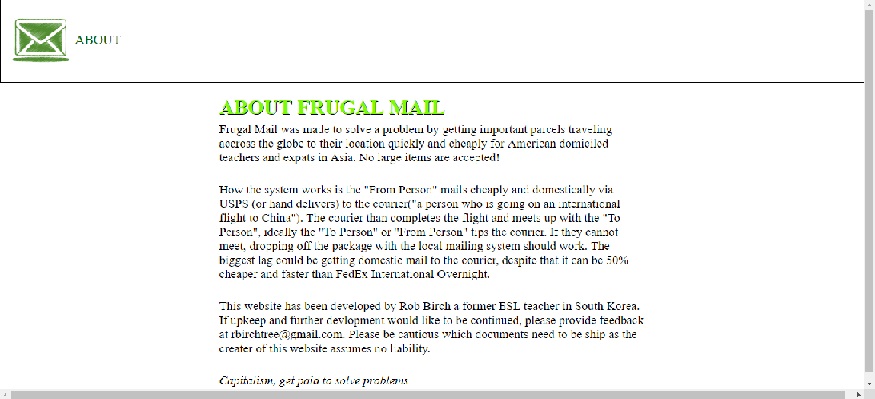 ABOUT
ABOUT FRUGAL MAIL
Frugal Mail was made to solve a problem by getting important parcels traveling
accross the globe to their location quickly and cheaply for American domiciled
teachers and expats in Asia. No large items are accepted!
How the system works is the "From Person" mails cheaply and domestically via
USPS (or hand delivers) to the courier("a person who is going on an international
flight to China"). The courier than completes the flight and meets up with the "To
Person", ideally the "To Person" or "From Person" tips the courier. If they cannot
meet, dropping off the package with the local mailing system should work. The
biggest lag could be getting domestic mail to the courier, despite that it can be 50%
cheaper and faster than FedEx International Overnight.
This website has been developed by Rob Birch a former ESL teacher in South Korea.
If upkeep and further devlopment would like to be continued, please provide feedback
at rbirchtree@gmail.com. Please be cautious which documents need to be ship as the
creater of this website assumes no liability.
Capitalism, get paid to solve problems